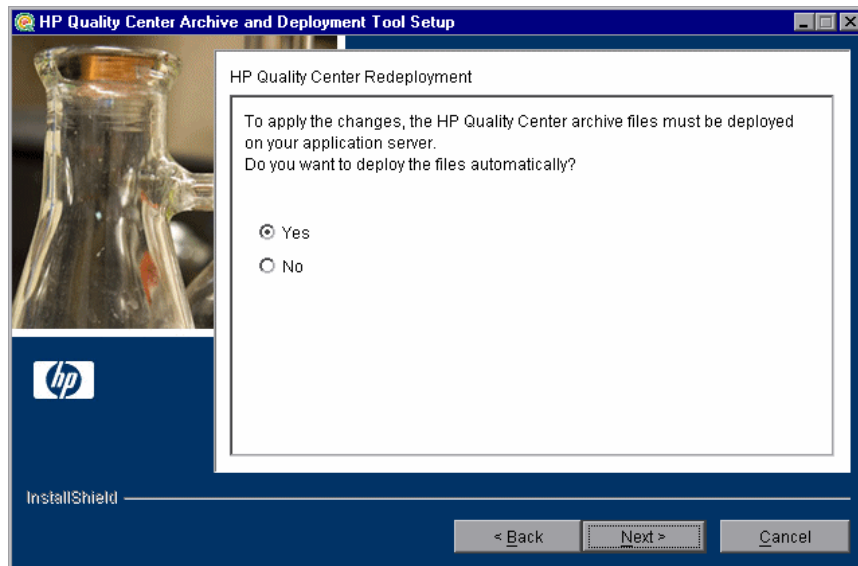 HP Quality Center Archive and Deployment Tool Setup
HP Quality Center Redeployment
To apply the changes, the HP Quality Center archive files must be deployed
on your application server.
Do you want to deploy the files automatically?
Yes
No
hp
InstallShield
< Back
Next >
Cancel